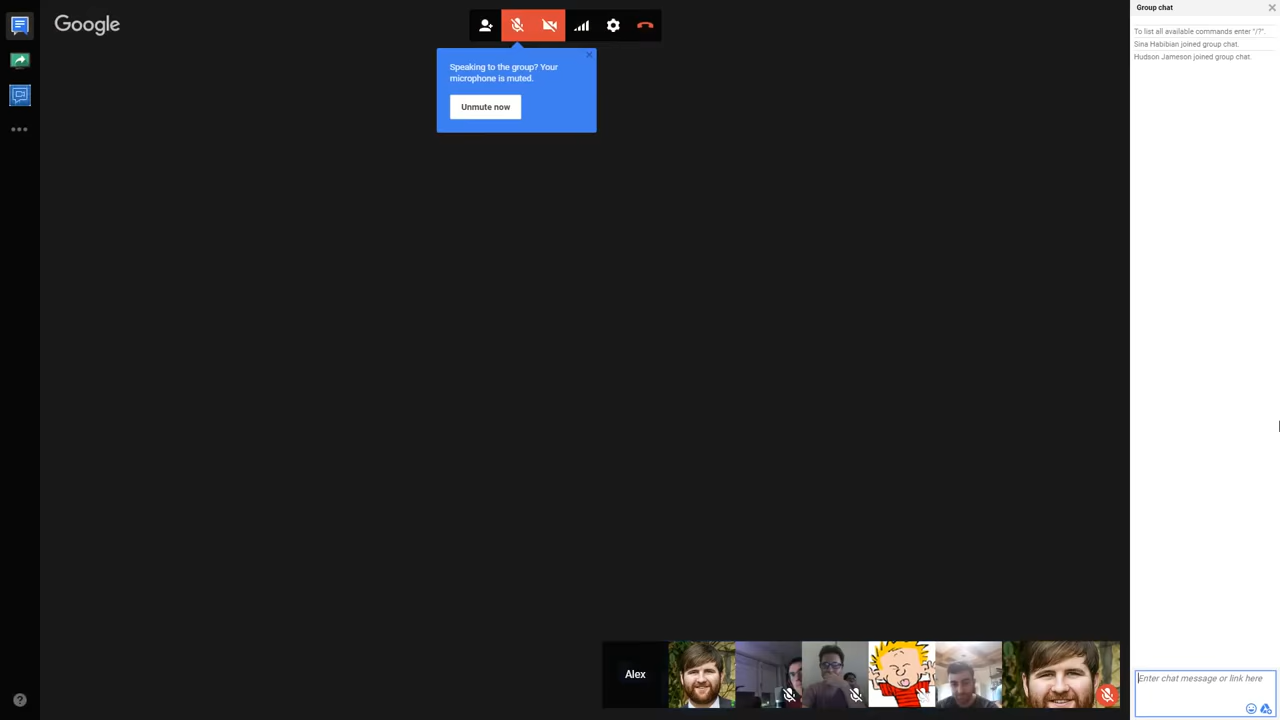 Google
Speaking to the group? Your
microphone is muted.
Unmute now
Alex
Group chat
To list all available commands enter "/?".
Sina Habibian joined group chat.
Hudson Jameson joined group chat.
Enter chat message or link here